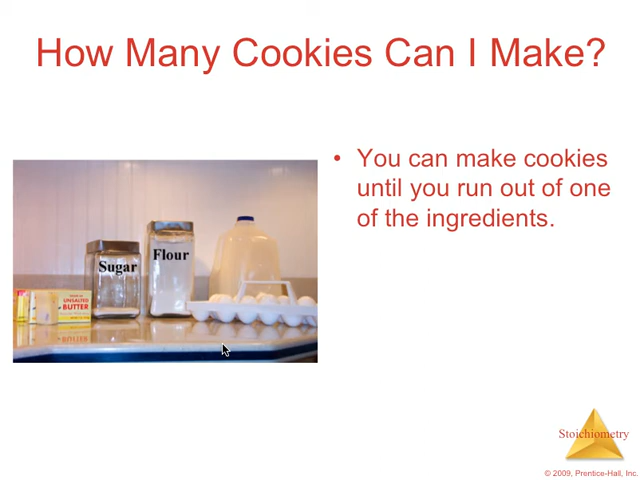 How Many Cookies Can I Make?
• You can make cookies
until you run out of one
of the ingredients.
Sugar
Flour
UNSALTED
BUTTER
Stoichiometry
© 2009, Prentice-Hall, Inc.